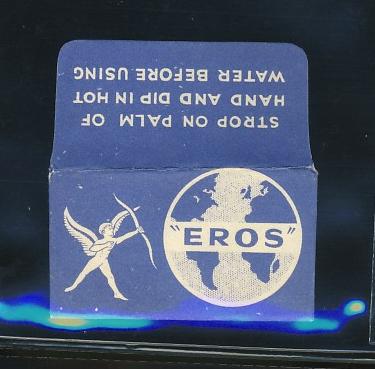 STROP ON PALM OF
HAND AND DIP IN HOT
WATER BEFORE USING
"EROS"